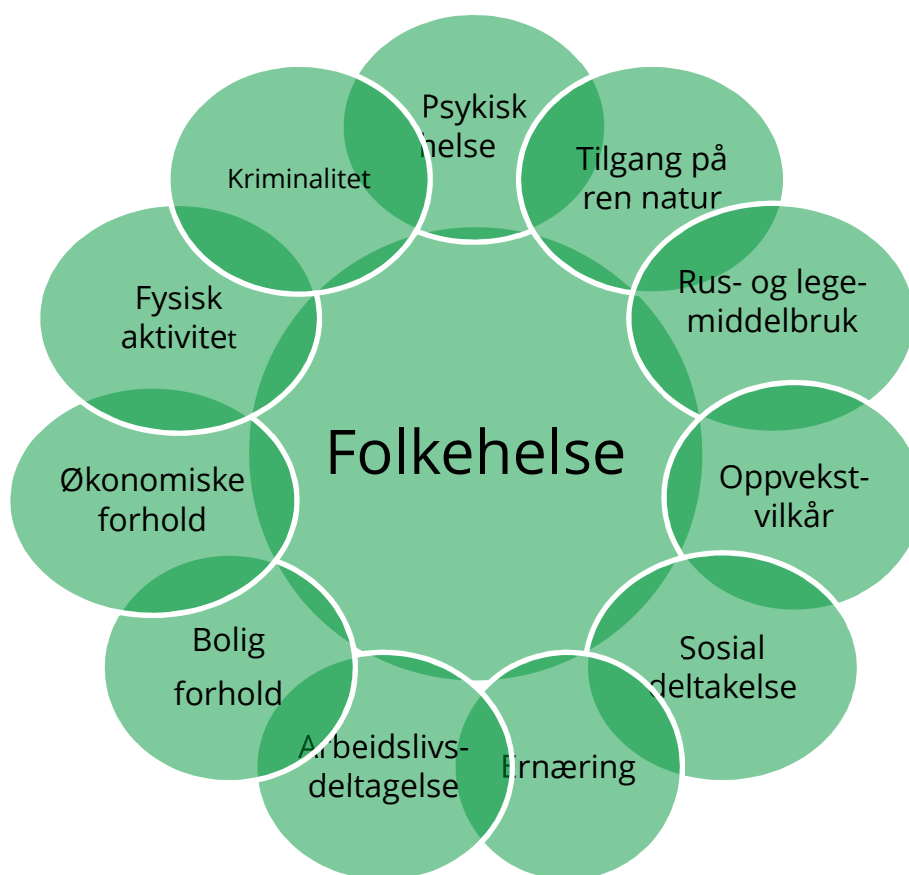 Psykisk
helse
Tilgang på
ren natur
Kriminalitet
Rus- og lege-
middelbruk
Fysisk
aktivitet
Folkehelse
Oppvekst-
vilkår
Økonomiske
forhold
Sosial
deltakelse
Bolig
forhold
Arbeidslivs-
deltagelse
Ernæring